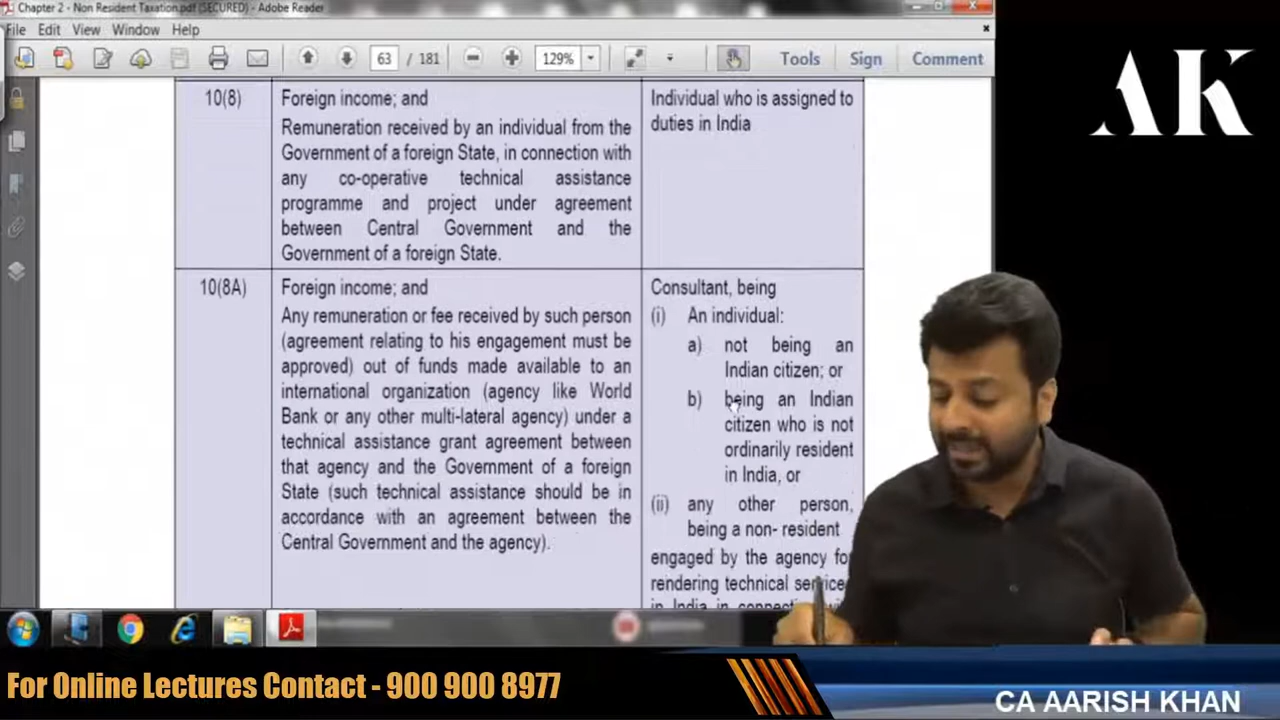 Chapter 2 - Non Resident Taxation.pdf (SECURED) - Adobe Reader
File Edit View Window Help
63 / 181 129% Tools Sign Comment
AK
10(8)
Foreign income; and
Remuneration received by an individual from the
Government of a foreign State, in connection with
any co-operative technical assistance
programme and project under agreement
between Central Government and the
Government of a foreign State.
Individual who is assigned to
duties in India
10(8A)
Foreign income; and
Any remuneration or fee received by such person
(agreement relating to his engagement must be
approved) out of funds made available to an
international organization (agency like World
Bank or any other multi-lateral agency) under a
technical assistance grant agreement between
that agency and the Government of a foreign
State (such technical assistance should be in
accordance with an agreement between the
Central Government and the agency).
Consultant, being
(i) An individual:
a) not being an
Indian citizen; or
b) being an Indian
citizen who is not
ordinarily resident
in India, or
(ii) any other person,
being a non- resident
engaged by the agency for
rendering technical service
in India in
For Online Lectures Contact - 900 900 8977
CA AARISH KHAN